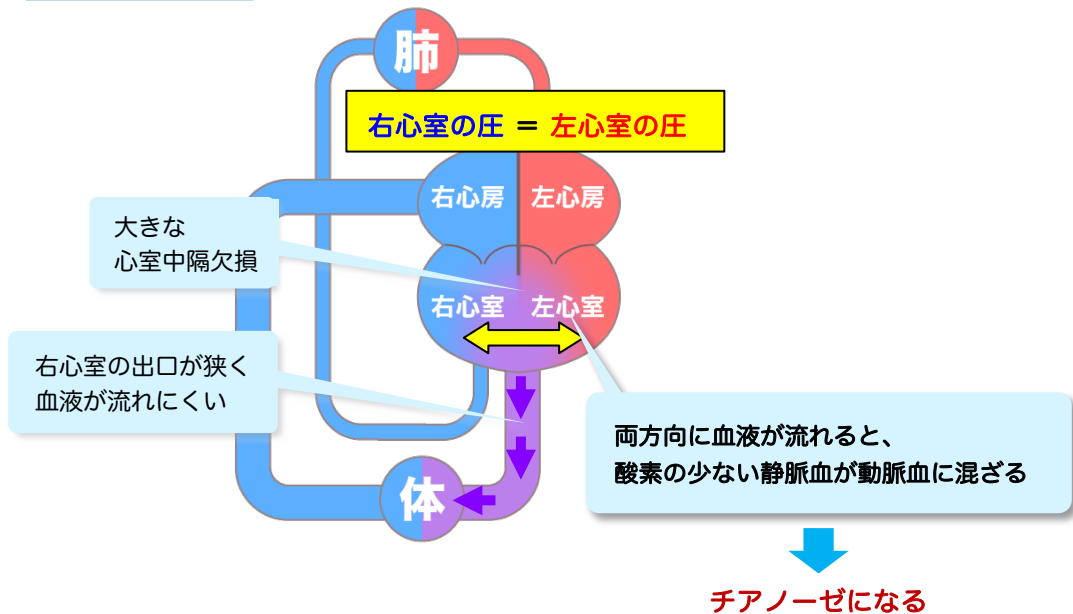 肺
右心室の圧 = 左心室の圧
右心房
左心房
大きな
心室中隔欠損
右心室
左心室
右心室の出口が狭く
血液が流れにくい
両方向に血液が流れると、
酸素の少ない静脈血が動脈血に混ざる
体
チアノーゼになる